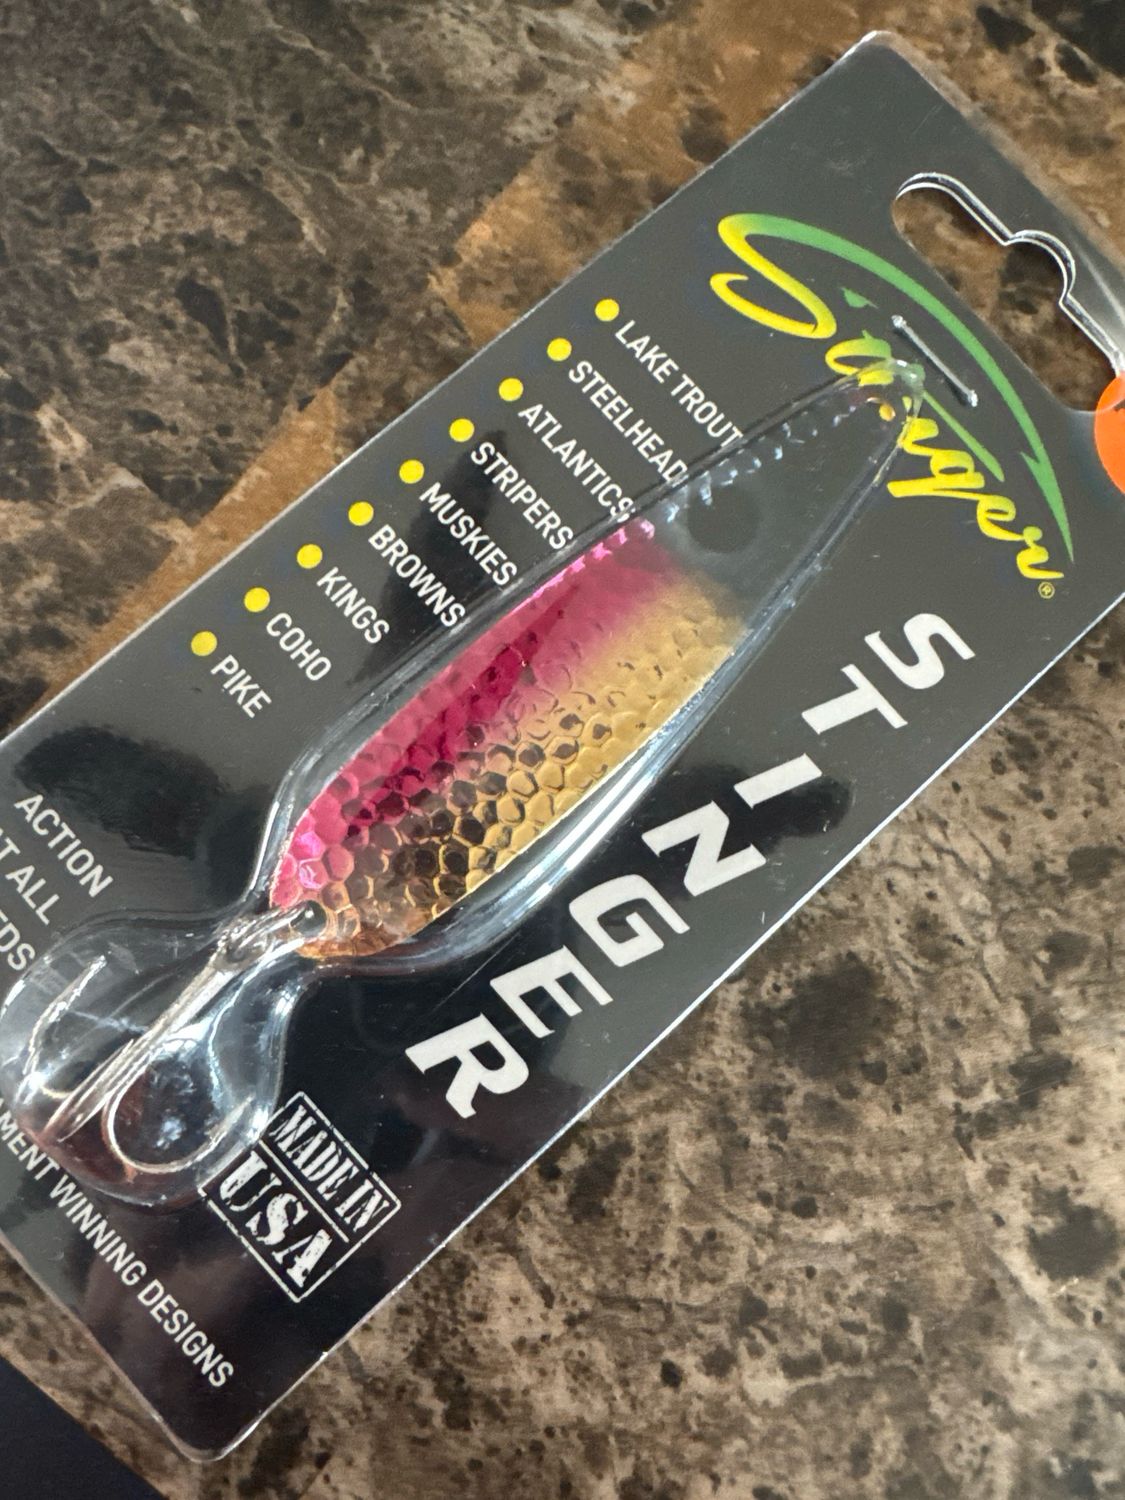 Stinger®
LAKE TROUT
STEELHEAD
ATLANTICS
STRIPERS
MUSKIES
BROWNS
KINGS
COHO
PIKE
STINGER
ACTION
ALL
MADE IN
USA
WINNING DESIGNS